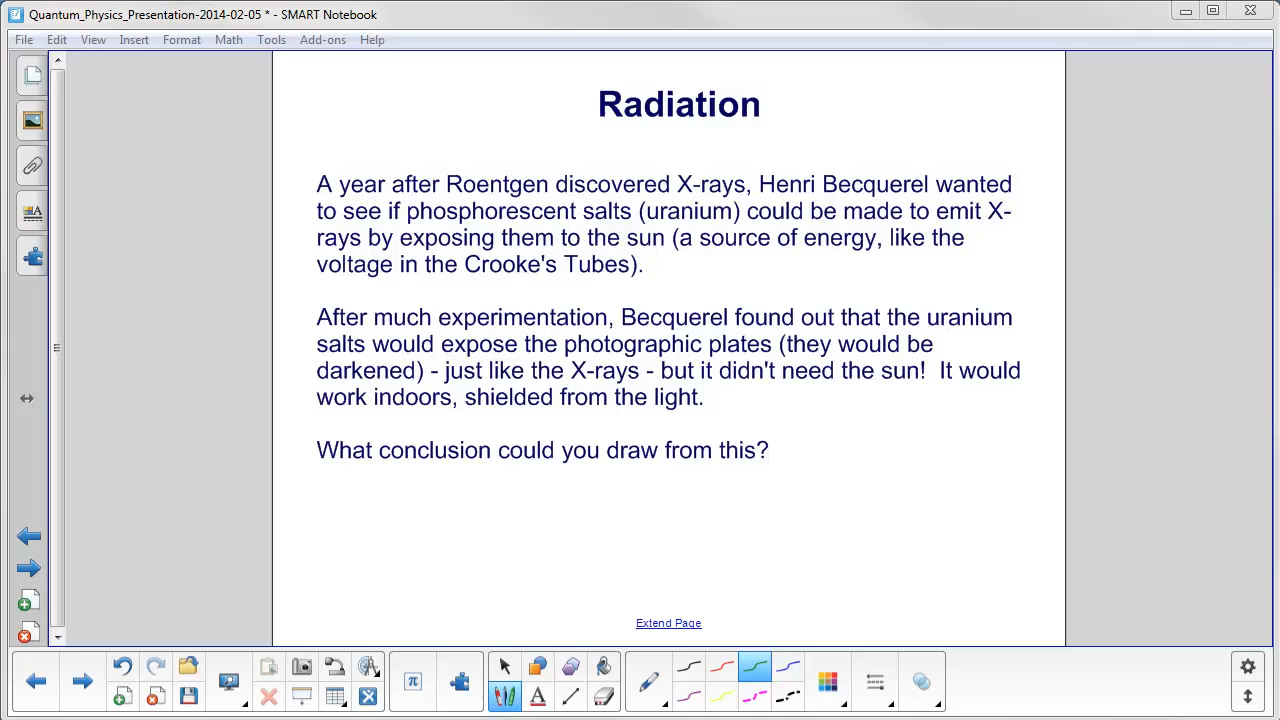 Quantum_Physics_Presentation-2014-02-05 * - SMART Notebook
File Edit View Insert Format Math Tools Add-ons Help
Radiation
A year after Roentgen discovered X-rays, Henri Becquerel wanted
to see if phosphorescent salts (uranium) could be made to emit X-
rays by exposing them to the sun (a source of energy, like the
voltage in the Crooke's Tubes).
After much experimentation, Becquerel found out that the uranium
salts would expose the photographic plates (they would be
darkened) - just like the X-rays - but it didn't need the sun!  It would
work indoors, shielded from the light.
What conclusion could you draw from this?
Extend Page